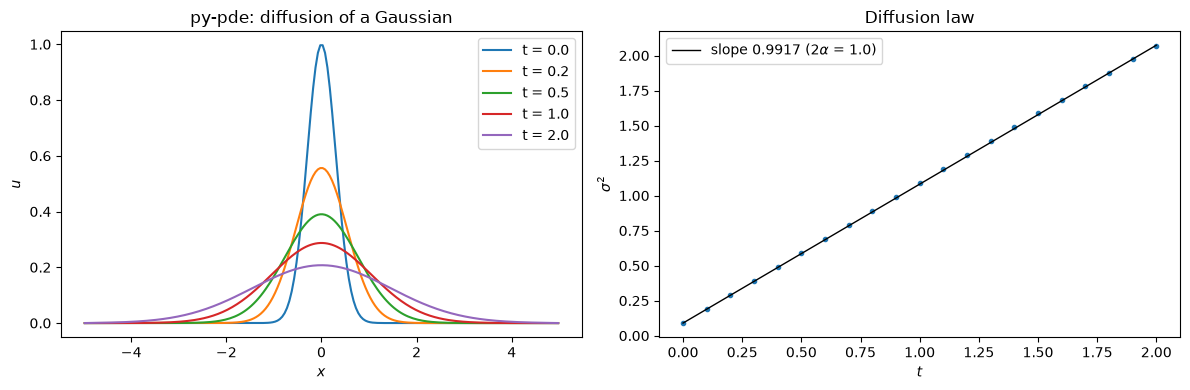 py-pde: diffusion of a Gaussian
1.0
0.8
0.6
0.4
0.2
0.0
u
−4
−2
0
2
4
x
t = 0.0
t = 0.2
t = 0.5
t = 1.0
t = 2.0
Diffusion law
slope 0.9917 (2α = 1.0)
2.00
1.75
1.50
1.25
1.00
0.75
0.50
0.25
0.00
σ²
0.00
0.25
0.50
0.75
1.00
1.25
1.50
1.75
2.00
t